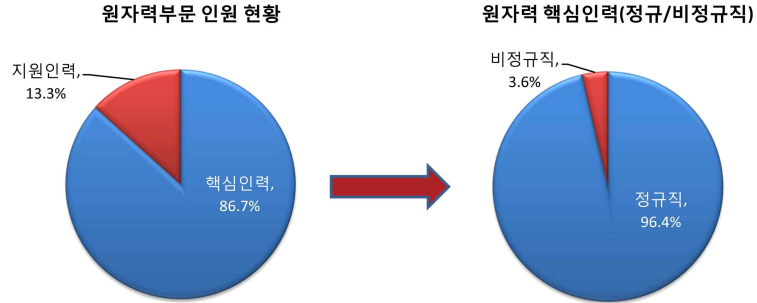 원자력부문 인원 현황
지원인력,
13.3%
핵심인력,
86.7%
원자력 핵심인력(정규/비정규직)
비정규직,
3.6%
정규직,
96.4%